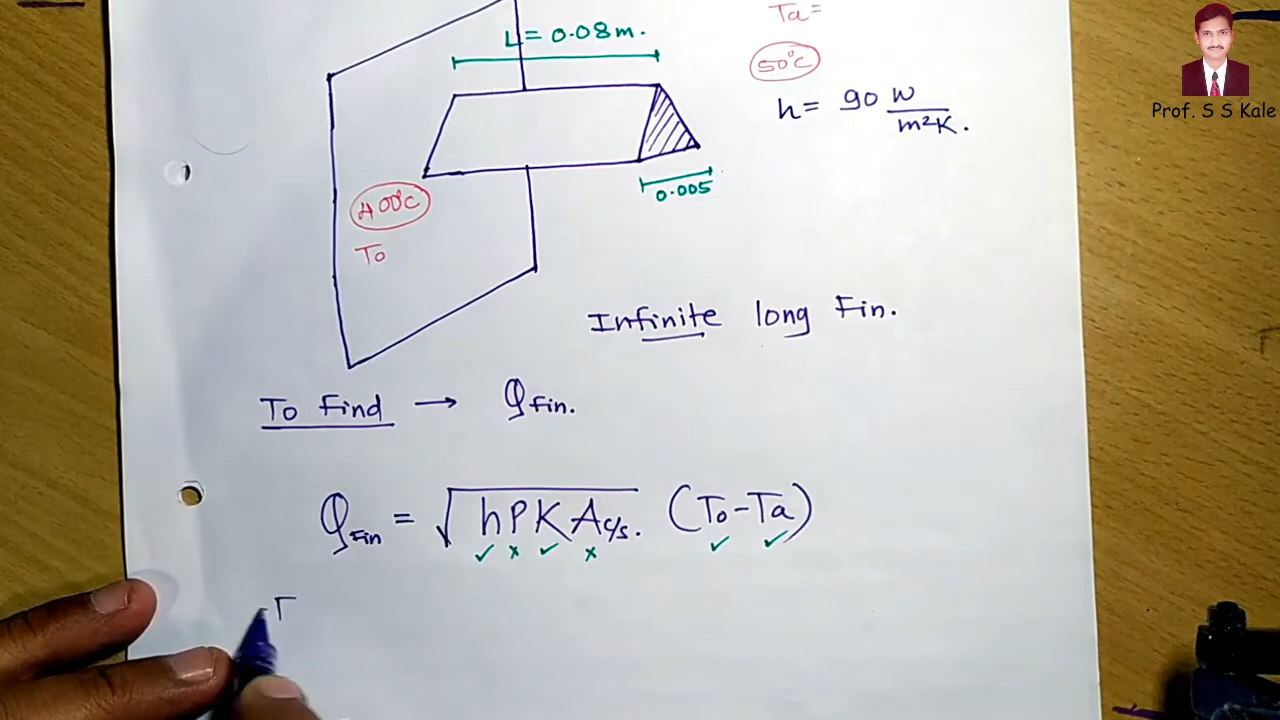 Ta =
L = 0.08m.
50°C
h = 90 W/m²K.
Prof. S S Kale
0.005
400°C
To
Infinite long Fin.
To Find → Qfin.
QFin = √hPKAc/s. (To-Ta)